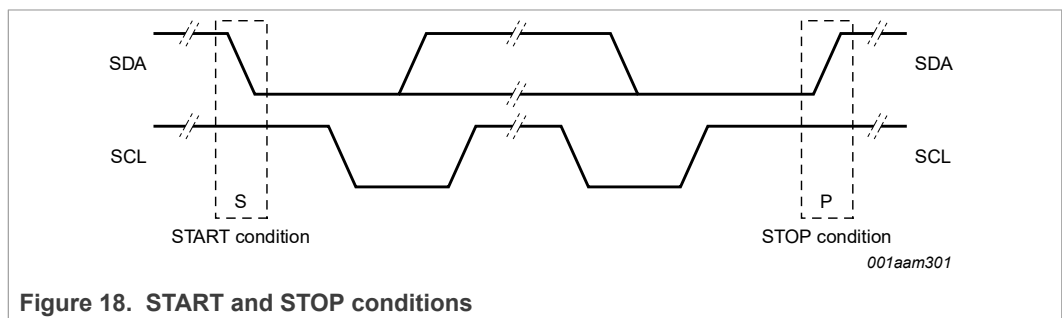 SDA
SDA
SCL
SCL
S
P
START condition
STOP condition
001aam301
Figure 18. START and STOP conditions